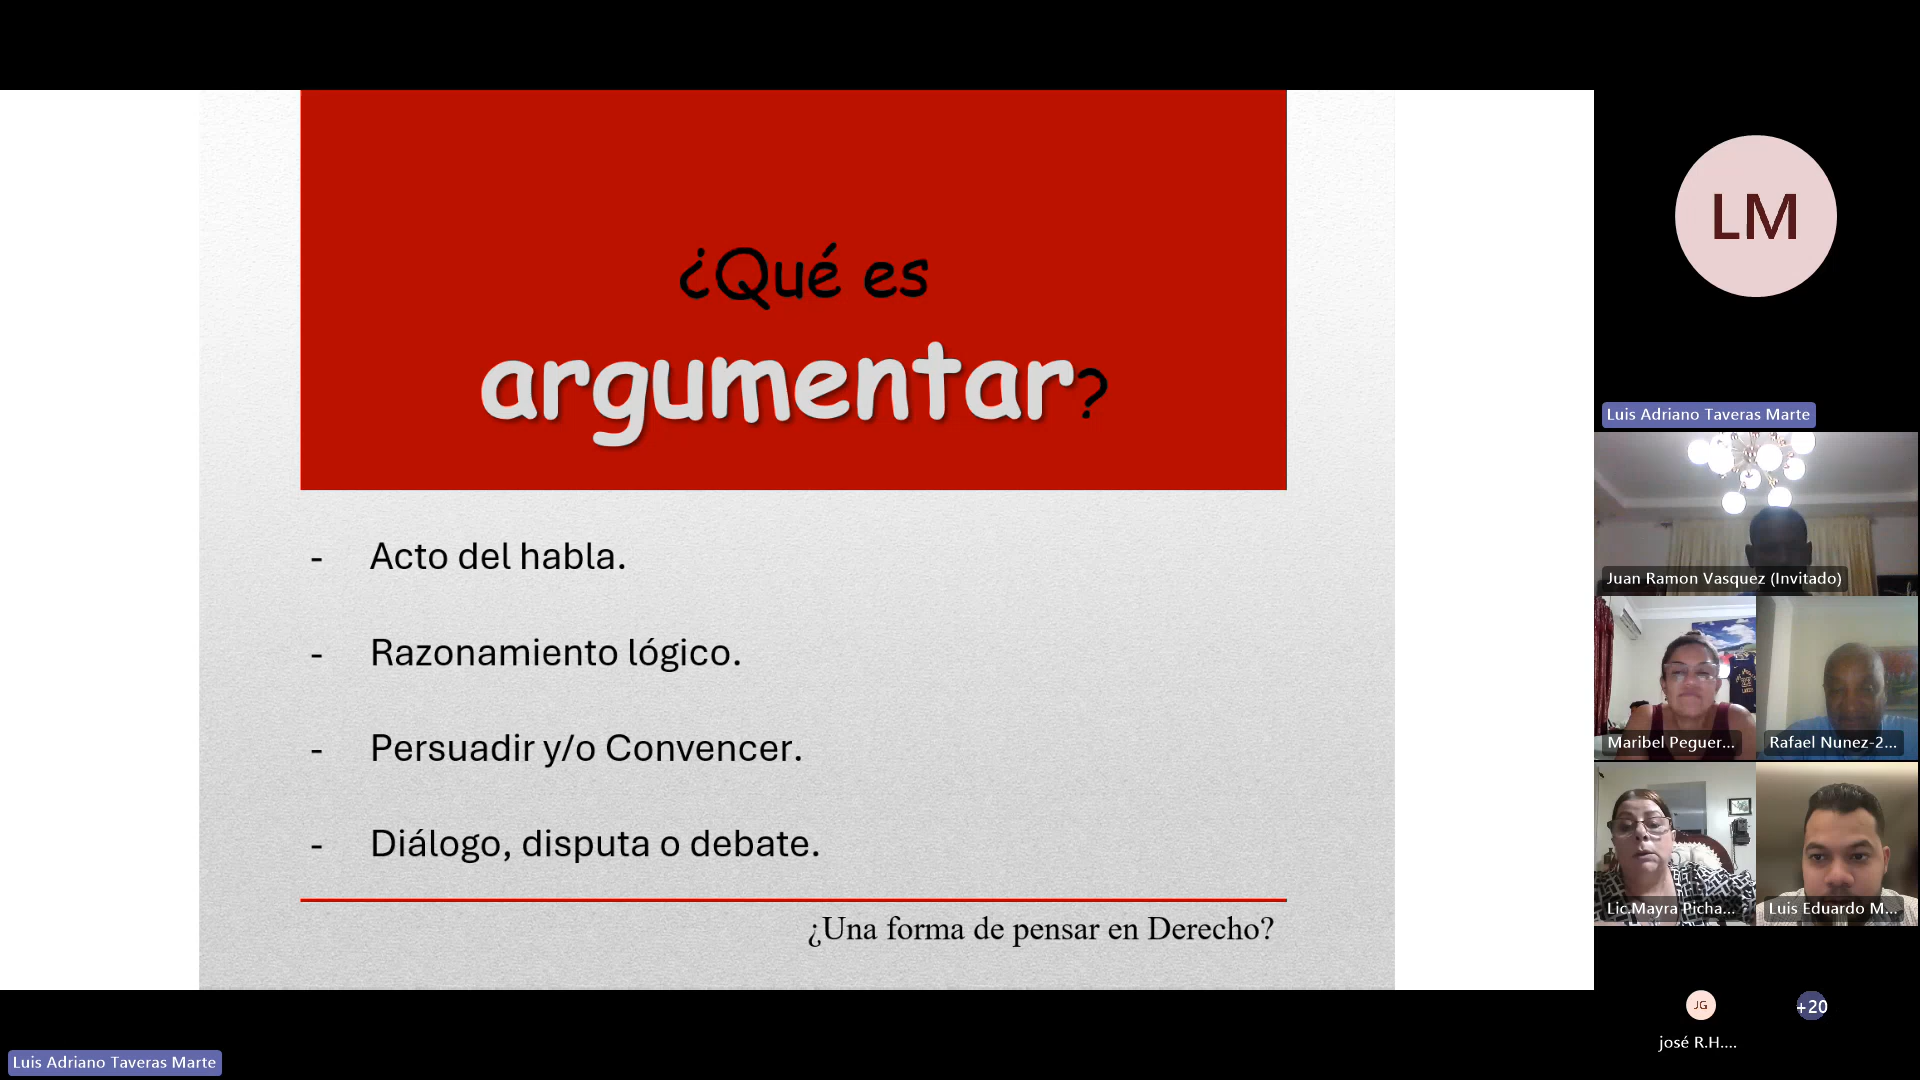 ¿Qué es
argumentar?
- Acto del habla.
- Razonamiento lógico.
- Persuadir y/o Convencer.
- Diálogo, disputa o debate.
¿Una forma de pensar en Derecho?
Luis Adriano Taveras Marte
LM
Luis Adriano Taveras Marte
Juan Ramon Vasquez (Invitado)
Maribel Peguer...
Rafael Nunez-2...
Lic.Mayra Picha...
Luis Eduardo M...
JG
+20
josé R.H....